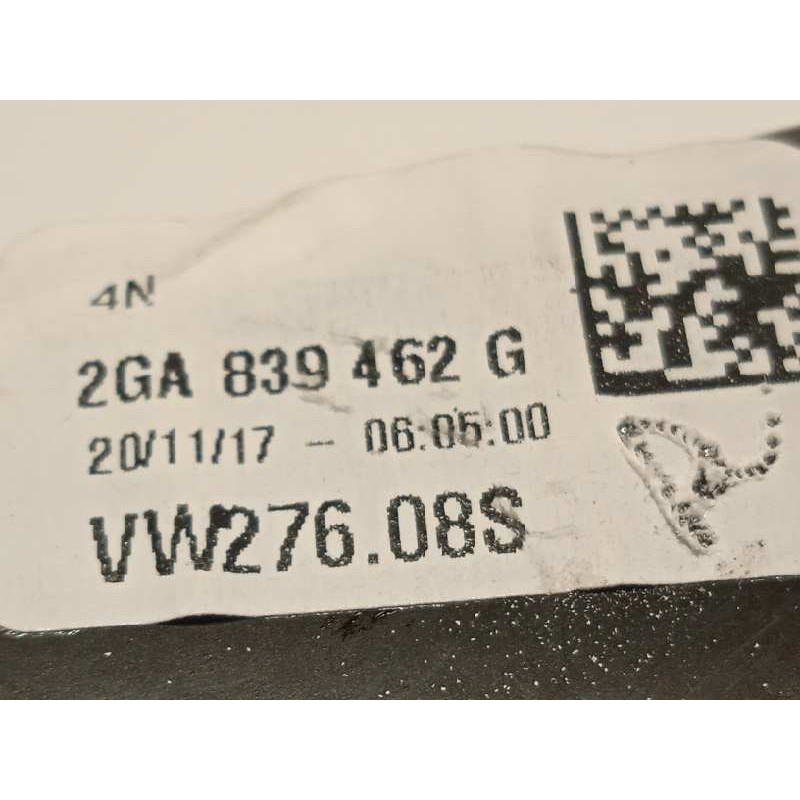 4N
2GA 839 462 G
20/11/17 - 06:05:00
VW276.08S